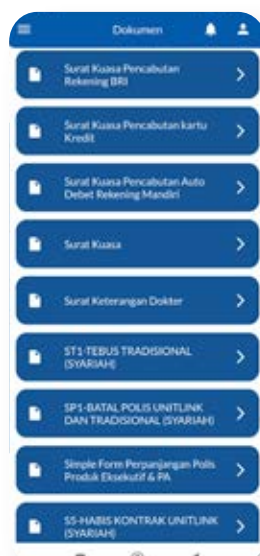 Dokumen
Surat Kuasa Pencabutan
Rekening BRI
Surat Kuasa Pencabutan kartu
Kredit
Surat Kuasa Pencabutan Auto
Debet Rekening Mandiri
Surat Kuasa
Surat Keterangan Dokter
ST1-TEBUS TRADISIONAL
(SYARIAH)
SP1-BATAL POLIS UNITLINK
DAN TRADISIONAL (SYARIAH)
Simple Form Perpanjangan Polis
Produk Eksekutif & PA
S5-HABIS KONTRAK UNITLINK
(SYARIAH)